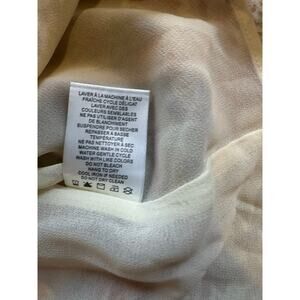 LAVER À LA MACHINE À L'EAU
FRAÎCHE CYCLE DÉLICAT
LAVER AVEC DES
COULEURS SEMBLABLES
NE PAS UTILISER D'AGENT
DE BLANCHIMENT
SUSPENDRE POUR SÉCHER
REPASSER A BASSE
TEMPÉRATURE
NE PAS NETTOYER À SEC
MACHINE WASH IN COLD
WATER GENTLE CYCLE
WASH WITH LIKE COLORS
DO NOT BLEACH
HANG TO DRY
COOL IRON IF NEEDED
DO NOT DRY CLEAN